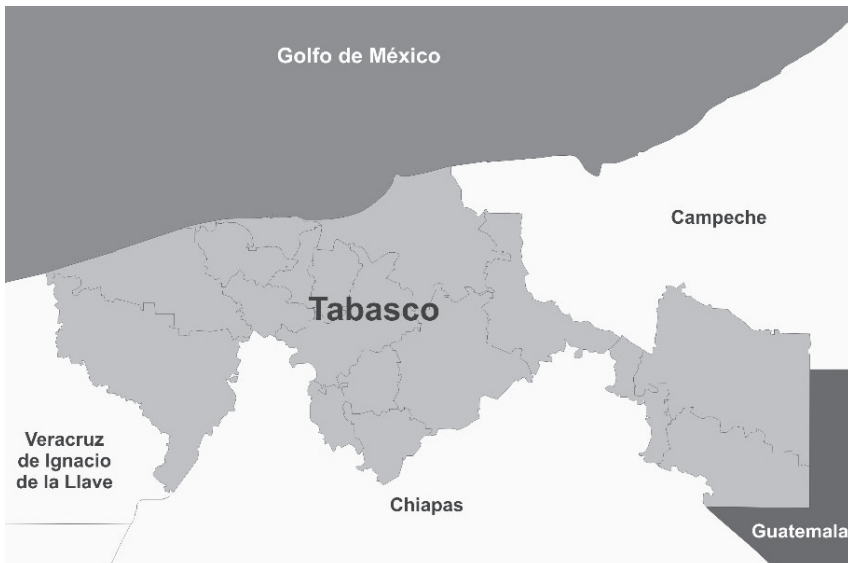 Golfo de México
Campeche
Tabasco
Veracruz
de Ignacio
de la Llave
Chiapas
Guatemala